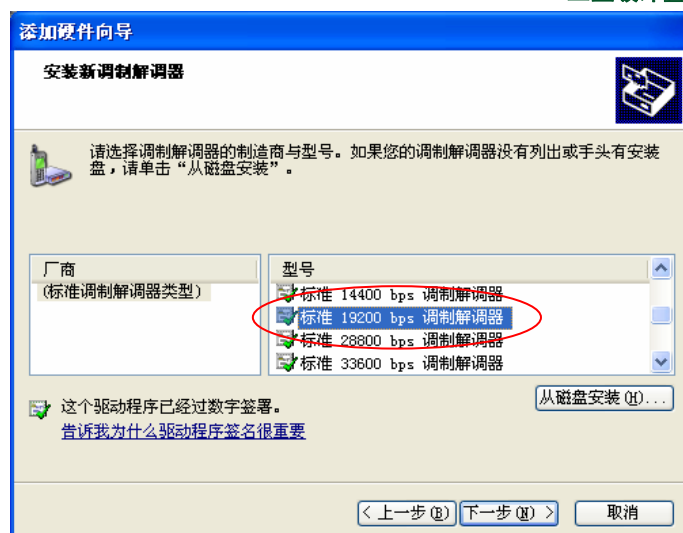 添加硬件向导
安装新调制解调器
请选择调制解调器的制造商与型号。如果您的调制解调器没有列出或手头有安装
盘，请单击“从磁盘安装”。
厂商
(标准调制解调器类型)
型号
标准 14400 bps 调制解调器
标准 19200 bps 调制解调器
标准 28800 bps 调制解调器
标准 33600 bps 调制解调器
这个驱动程序已经过数字签署。
告诉我为什么驱动程序签名很重要
从磁盘安装(H)...
< 上一步(B)
下一步(N) >
取消